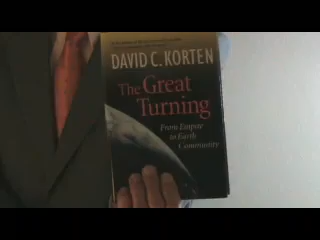 DAVID C. KORTEN
The Great
Turning
From Empire
to Earth
Community